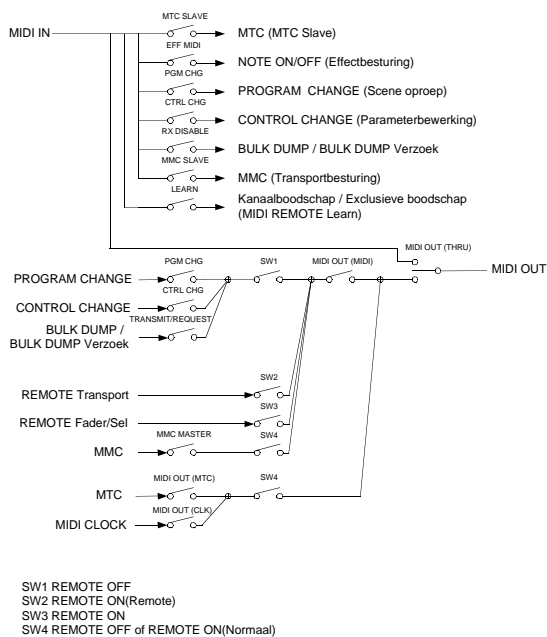 MTC SLAVE
MIDI IN
MTC (MTC Slave)
EFF MIDI
NOTE ON/OFF (Effectbesturing)
PGM CHG
PROGRAM CHANGE (Scene oproep)
CTRL CHG
CONTROL CHANGE (Parameterbewerking)
RX DISABLE
BULK DUMP / BULK DUMP Verzoek
MMC SLAVE
MMC (Transportbesturing)
LEARN
Kanaalboodschap / Exclusieve boodschap
(MIDI REMOTE Learn)
MIDI OUT (THRU)
MIDI OUT
PGM CHG
SW1
MIDI OUT (MIDI)
PROGRAM CHANGE
CTRL CHG
CONTROL CHANGE
TRANSMIT/REQUEST
BULK DUMP /
BULK DUMP Verzoek
SW2
REMOTE Transport
SW3
REMOTE Fader/Sel
MMC MASTER
SW4
MMC
MIDI OUT (MTC)
SW4
MTC
MIDI OUT (CLK)
MIDI CLOCK
SW1 REMOTE OFF
SW2 REMOTE ON(Remote)
SW3 REMOTE ON
SW4 REMOTE OFF of REMOTE ON(Normaal)